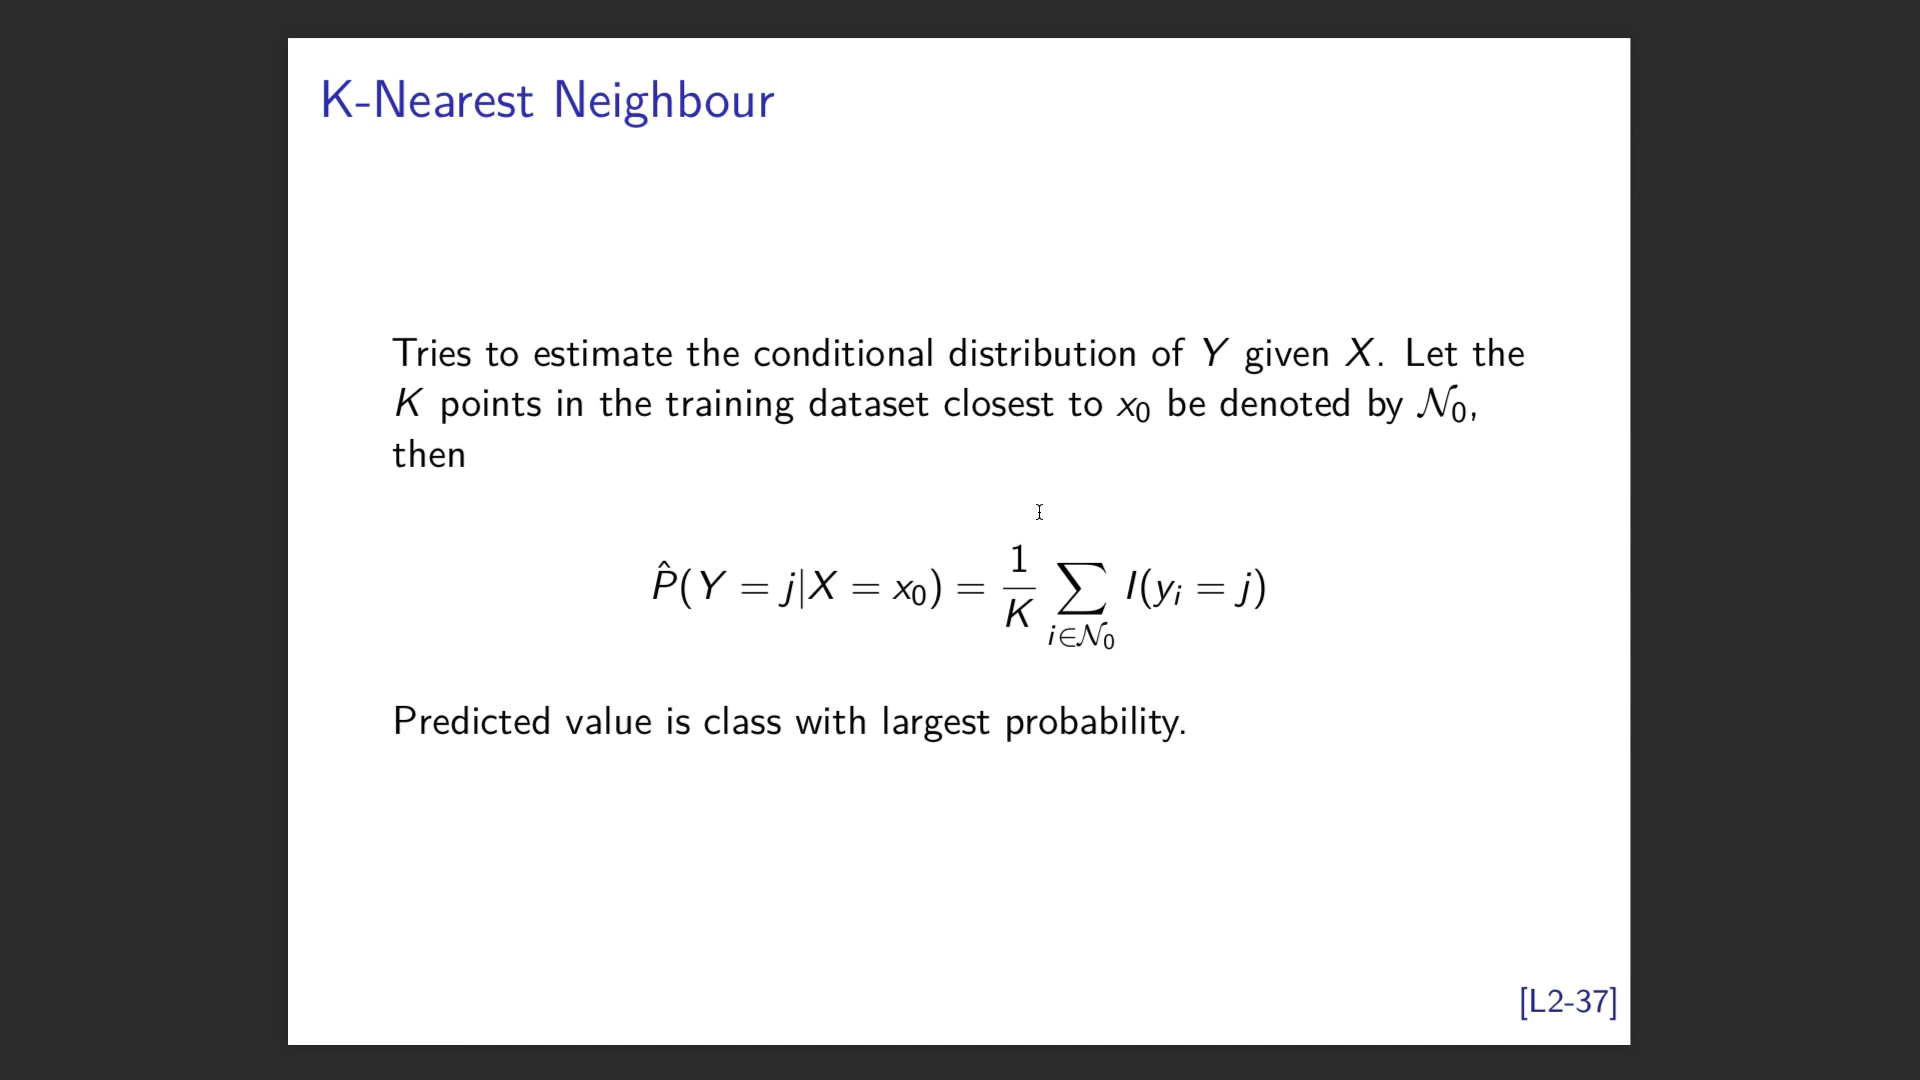 K-Nearest Neighbour
Tries to estimate the conditional distribution of Y given X. Let the
K points in the training dataset closest to x₀ be denoted by 𝒩₀,
then
P̂(Y = j|X = x₀) = 1/K ∑_{i∈𝒩₀} I(yᵢ = j)
Predicted value is class with largest probability.
[L2-37]